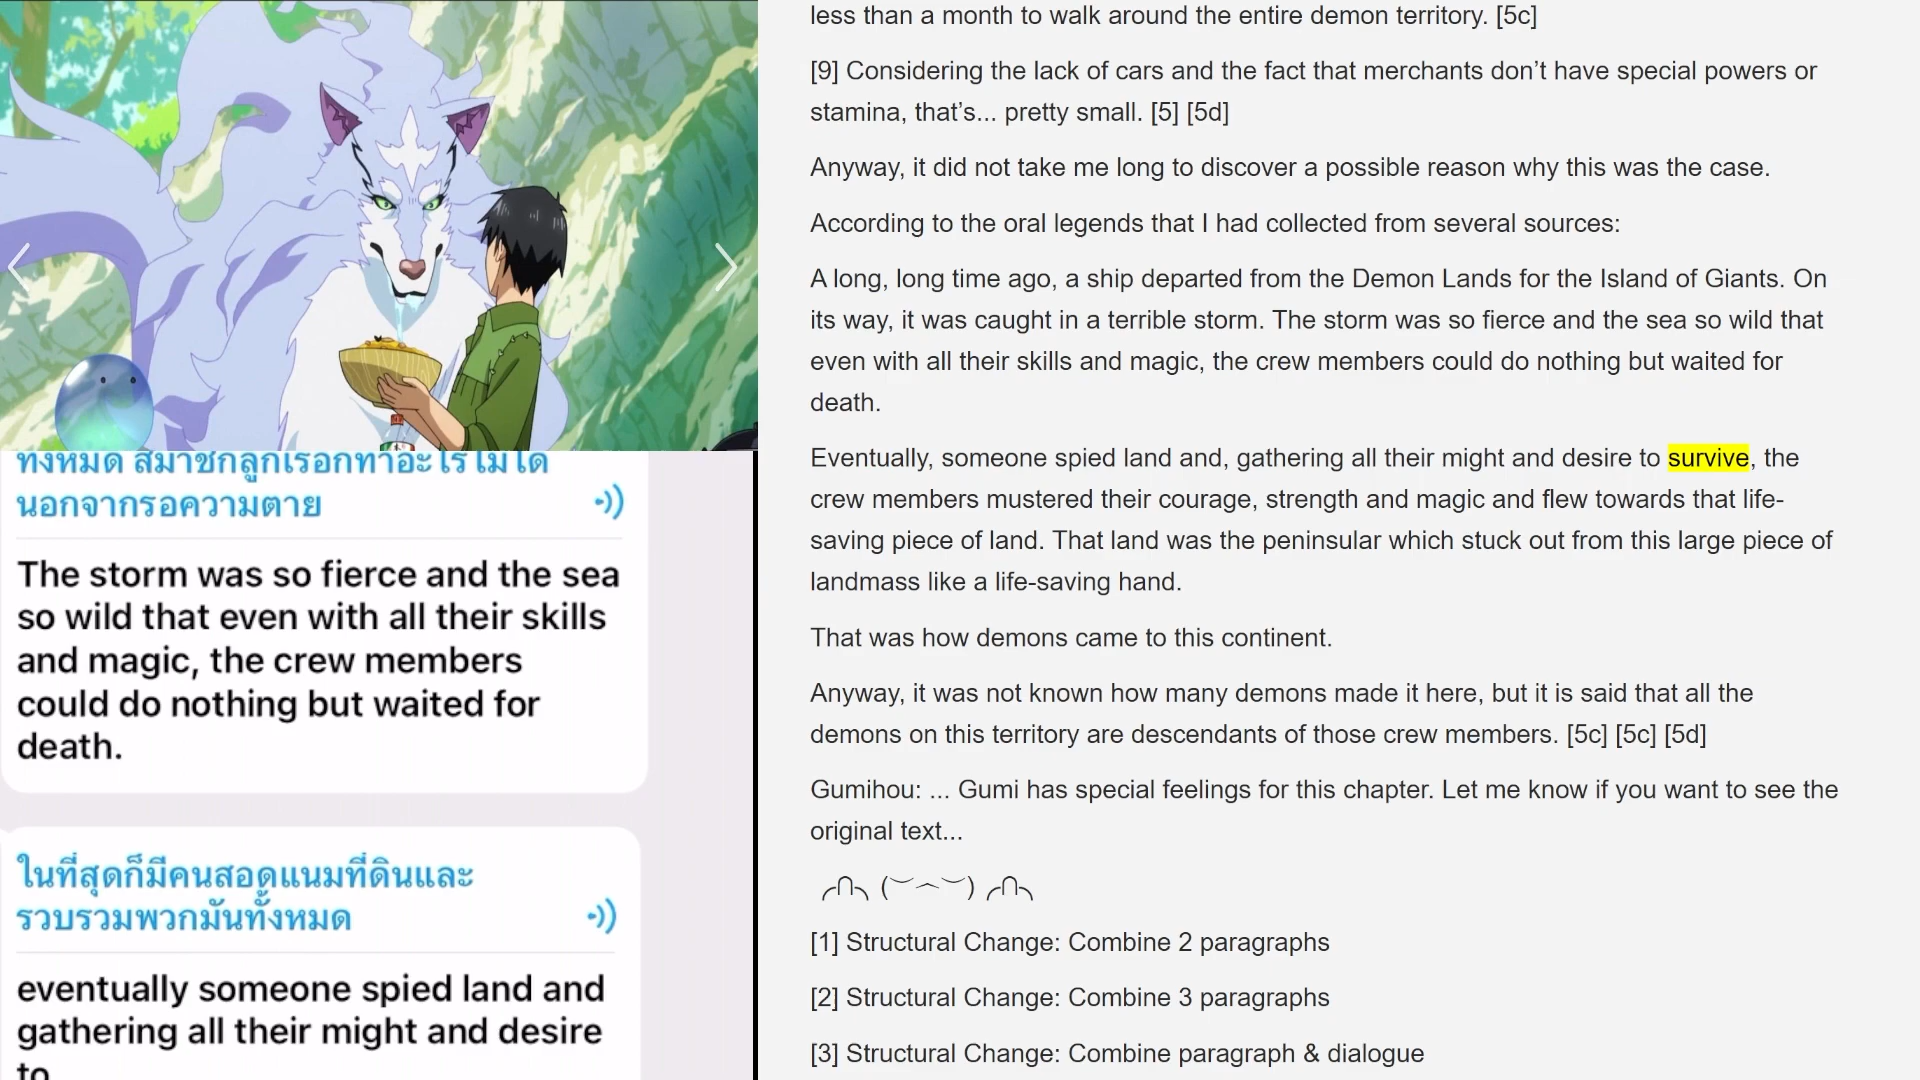 ทั้งหมด สมาชิกลูกเรือก็ทำอะไรไม่ได้
นอกจากรอความตาย
The storm was so fierce and the sea
so wild that even with all their skills
and magic, the crew members
could do nothing but waited for
death.
ในที่สุดก็มีคนสอดแนมที่ดินและ
รวบรวมพวกมันทั้งหมด
eventually someone spied land and
gathering all their might and desire
to
less than a month to walk around the entire demon territory. [5c]
[9] Considering the lack of cars and the fact that merchants don’t have special powers or
stamina, that’s... pretty small. [5] [5d]
Anyway, it did not take me long to discover a possible reason why this was the case.
According to the oral legends that I had collected from several sources:
A long, long time ago, a ship departed from the Demon Lands for the Island of Giants. On
its way, it was caught in a terrible storm. The storm was so fierce and the sea so wild that
even with all their skills and magic, the crew members could do nothing but waited for
death.
Eventually, someone spied land and, gathering all their might and desire to survive, the
crew members mustered their courage, strength and magic and flew towards that life-
saving piece of land. That land was the peninsular which stuck out from this large piece of
landmass like a life-saving hand.
That was how demons came to this continent.
Anyway, it was not known how many demons made it here, but it is said that all the
demons on this territory are descendants of those crew members. [5c] [5c] [5d]
Gumihou: ... Gumi has special feelings for this chapter. Let me know if you want to see the
original text...
╭∩╮(︶︿︶)╭∩╮
[1] Structural Change: Combine 2 paragraphs
[2] Structural Change: Combine 3 paragraphs
[3] Structural Change: Combine paragraph & dialogue